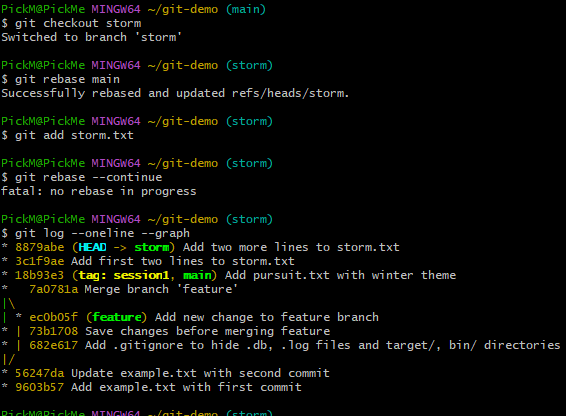 PickM@PickMe MINGW64 ~/git-demo (main)
$ git checkout storm
Switched to branch 'storm'
PickM@PickMe MINGW64 ~/git-demo (storm)
$ git rebase main
Successfully rebased and updated refs/heads/storm.
PickM@PickMe MINGW64 ~/git-demo (storm)
$ git add storm.txt
PickM@PickMe MINGW64 ~/git-demo (storm)
$ git rebase --continue
fatal: no rebase in progress
PickM@PickMe MINGW64 ~/git-demo (storm)
$ git log --oneline --graph
* 8879abe (HEAD -> storm) Add two more lines to storm.txt
* 3c1f9ae Add first two lines to storm.txt
* 18b93e3 (tag: session1, main) Add pursuit.txt with winter theme
*   7a0781a Merge branch 'feature'
|\
| * ec0b05f (feature) Add new change to feature branch
* | 73b1708 Save changes before merging feature
* | 682e617 Add .gitignore to hide .db, .log files and target/, bin/ directories
|/
* 56247da Update example.txt with second commit
* 9603b57 Add example.txt with first commit